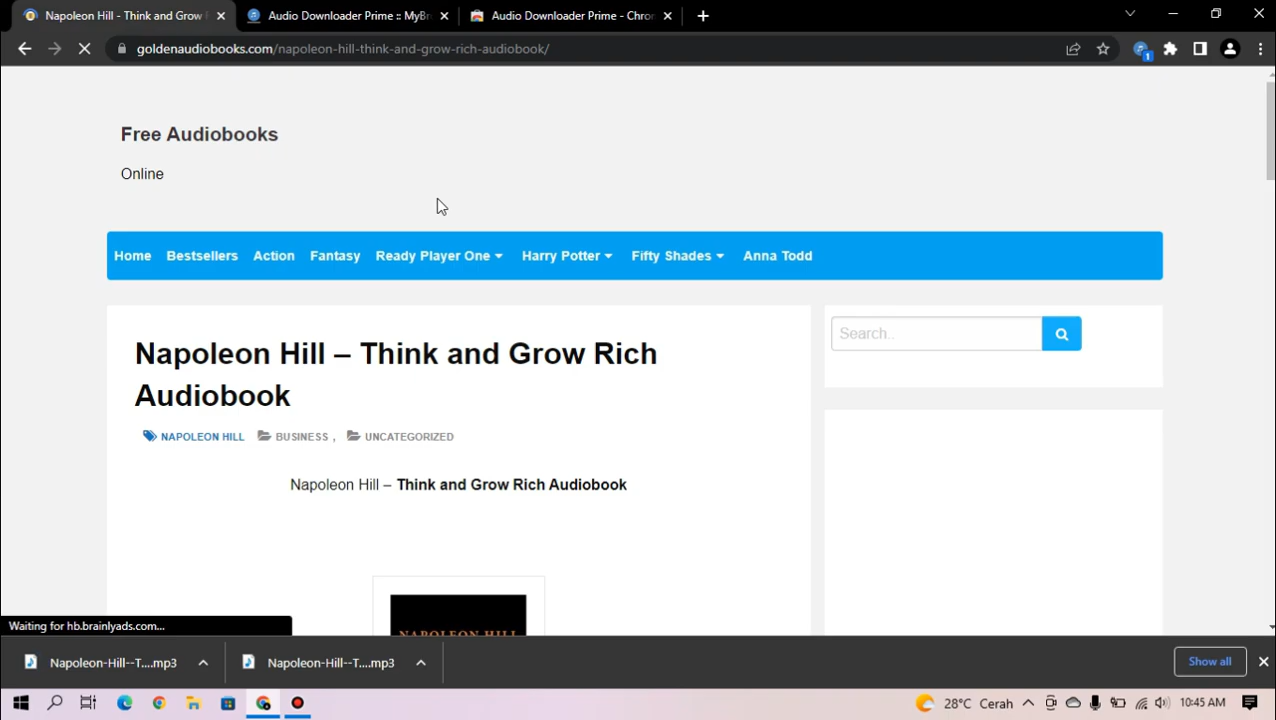 Napoleon Hill - Think and Grow
Audio Downloader Prime :: MyBr
Audio Downloader Prime - Chro
goldenaudiobooks.com/napoleon-hill-think-and-grow-rich-audiobook/
1
Free Audiobooks
Online
Home Bestsellers Action Fantasy Ready Player One Harry Potter Fifty Shades Anna Todd
Napoleon Hill – Think and Grow Rich
Audiobook
Search..
NAPOLEON HILL BUSINESS , UNCATEGORIZED
Napoleon Hill – Think and Grow Rich Audiobook
NAPOLEON HILL
Waiting for hb.brainlyads.com...
Napoleon-Hill--T....mp3
Napoleon-Hill--T....mp3
Show all
28°C Cerah
10:45 AM